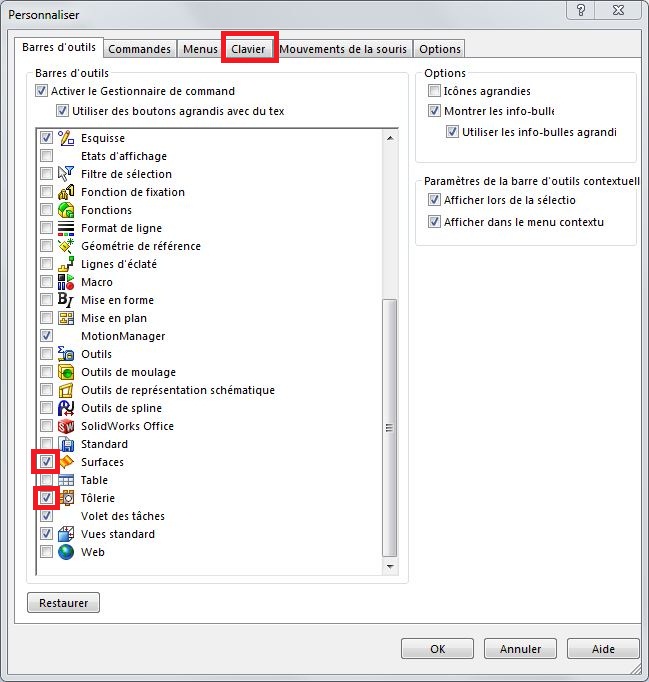 Personnaliser
?
Barres d'outils Commandes Menus Clavier Mouvements de la souris Options
Barres d'outils
Activer le Gestionnaire de command
Utiliser des boutons agrandis avec du tex
Esquisse
Etats d'affichage
Filtre de sélection
Fonction de fixation
Fonctions
Format de ligne
Géométrie de référence
Lignes d'éclaté
Macro
Mise en forme
Mise en plan
MotionManager
Outils
Outils de moulage
Outils de représentation schématique
Outils de spline
SolidWorks Office
Standard
Surfaces
Table
Tôlerie
Volet des tâches
Vues standard
Web
Restaurer
Options
Icônes agrandies
Montrer les info-bulle
Utiliser les info-bulles agrandi
Paramètres de la barre d'outils contextuell
Afficher lors de la sélectio
Afficher dans le menu contextu
OK Annuler Aide